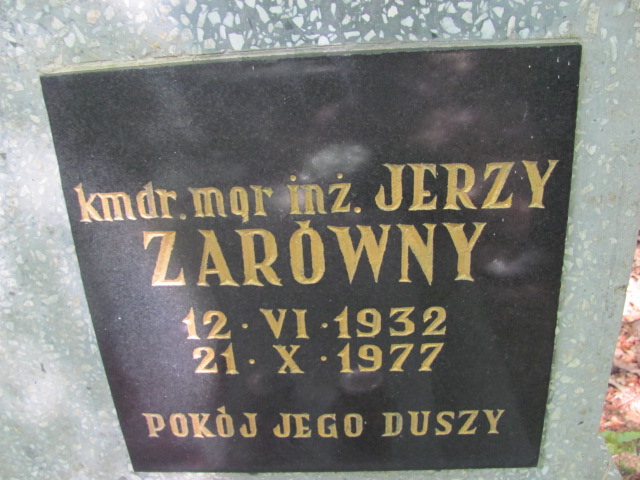 kmdr. mgr inż. JERZY
ZARÓWNY
12 · VI · 1932
21 · X · 1977
POKÓJ JEGO DUSZY